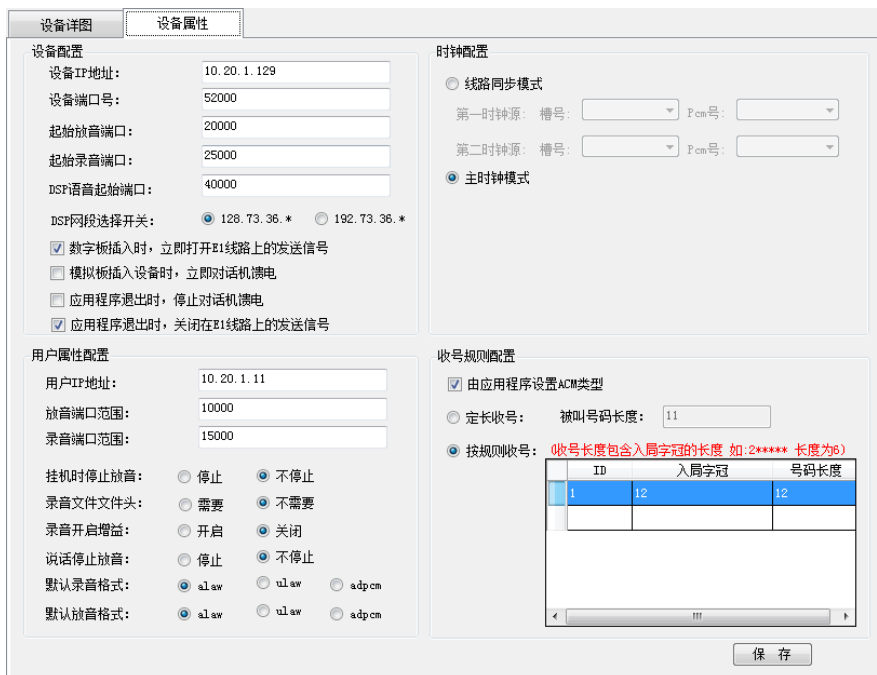 设备详图 设备属性
设备配置
设备IP地址： 10.20.1.129
设备端口号： 52000
起始放音端口： 20000
起始录音端口： 25000
DSP语音起始端口： 40000
DSP网段选择开关： 128.73.36.* 192.73.36.*
数字板插入时，立即打开E1线路上的发送信号
模拟板插入设备时，立即对话机馈电
应用程序退出时，停止对话机馈电
应用程序退出时，关闭在E1线路上的发送信号
时钟配置
线路同步模式
第一时钟源： 槽号： Pcm号：
第二时钟源： 槽号： Pcm号：
主时钟模式
用户属性配置
用户IP地址： 10.20.1.11
放音端口范围： 10000
录音端口范围： 15000
挂机时停止放音： 停止 不停止
录音文件文件头： 需要 不需要
录音开启增益： 开启 关闭
说话停止放音： 停止 不停止
默认录音格式： alaw ulaw adpcm
默认放音格式： alaw ulaw adpcm
收号规则配置
由应用程序设置ACM类型
定长收号： 被叫号码长度： 11
按规则收号： (收号长度包含入局字冠的长度 如:2***** 长度为6)
ID 入局字冠 号码长度
1 12 12
保 存